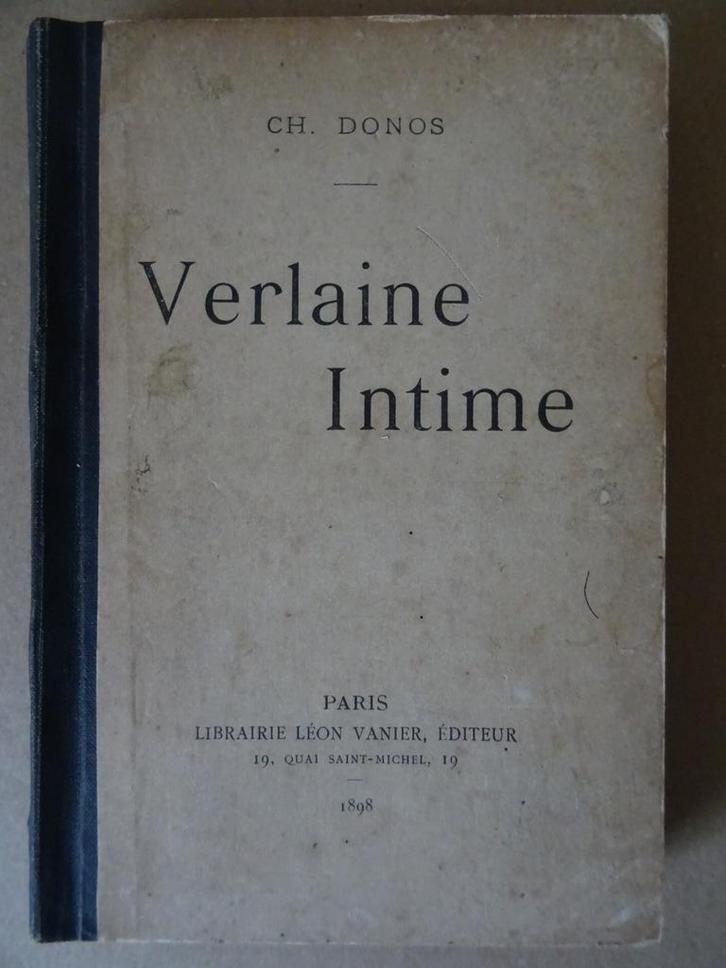 CH. DONOS
Verlaine
Intime
PARIS
LIBRAIRIE LÉON VANIER, ÉDITEUR
19, QUAI SAINT-MICHEL, 19
1898